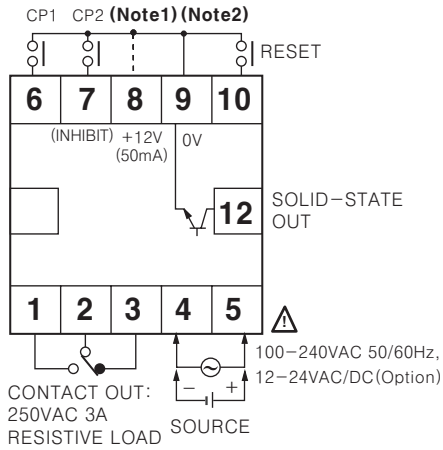 CP1 CP2 (Note1) (Note2)
RESET
6 7 8 9 10
(INHIBIT) +12V 0V
(50mA)
12 SOLID-STATE
OUT
1 2 3 4 5
100-240VAC 50/60Hz,
12-24VAC/DC(Option)
- +
CONTACT OUT:
250VAC 3A
RESISTIVE LOAD
SOURCE